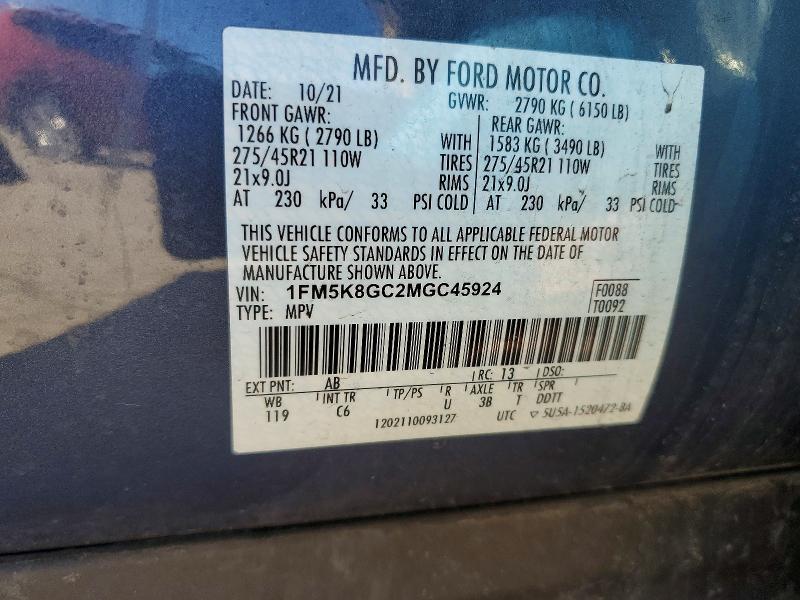 MFD. BY FORD MOTOR CO.
DATE: 10/21 GVWR: 2790 KG ( 6150 LB)
FRONT GAWR: REAR GAWR:
1266 KG ( 2790 LB) WITH 1583 KG ( 3490 LB) WITH
275/45R21 110W TIRES 275/45R21 110W TIRES
21x9.0J RIMS 21x9.0J RIMS
AT 230 kPa/ 33 PSI COLD AT 230 kPa/ 33 PSI COLD
THIS VEHICLE CONFORMS TO ALL APPLICABLE FEDERAL MOTOR
VEHICLE SAFETY STANDARDS IN EFFECT ON THE DATE OF
MANUFACTURE SHOWN ABOVE.
VIN: 1FM5K8GC2MGC45924 F0088
TYPE: MPV T0092
EXT PNT: AB RC: 13 DSO:
WB INT TR TP/PS R AXLE TR SPR
119 C6 U 3B T DDTT
1202110093127 UTC ▽ 5U5A-1520472-BA